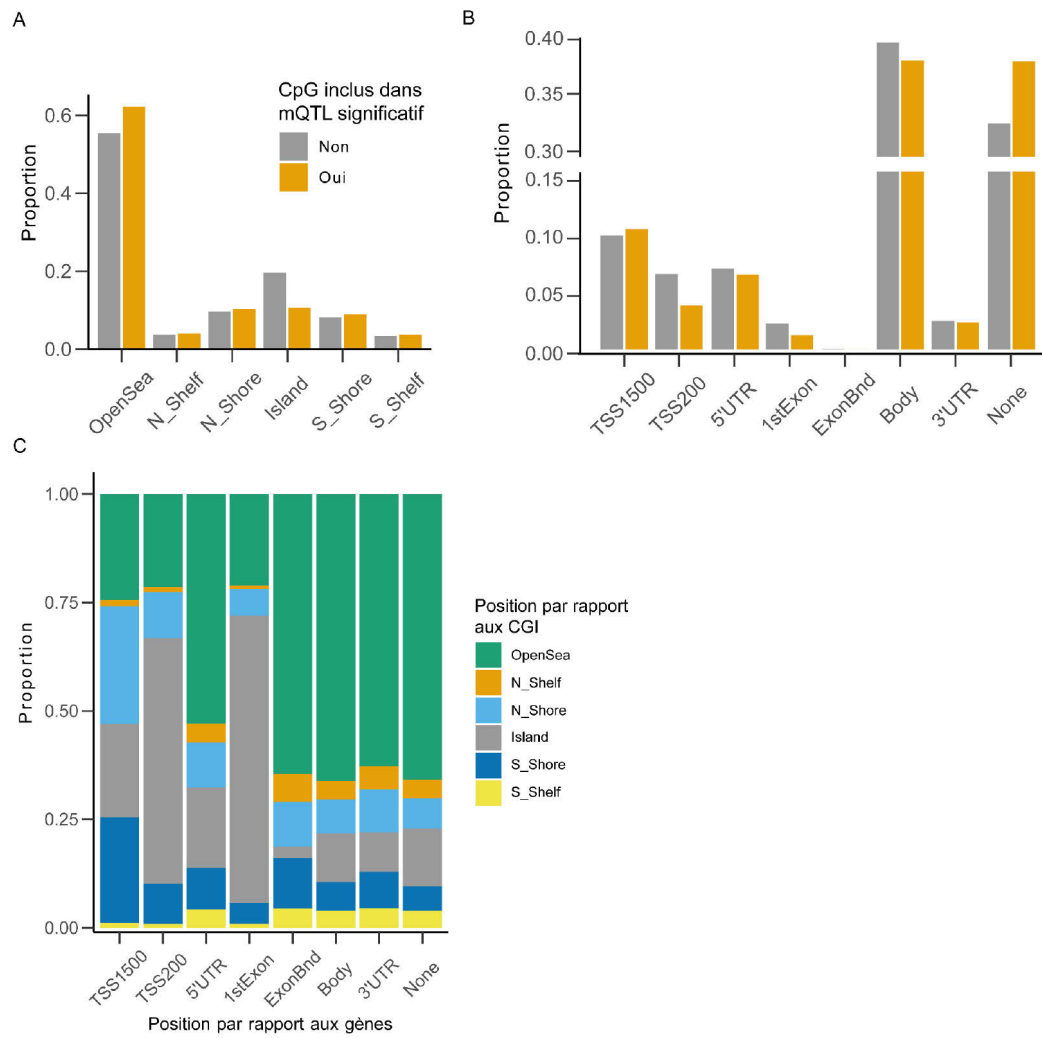 A
CpG inclus dans
mQTL significatif
Non
Oui
Proportion
0.6
0.4
0.2
0.0
OpenSea
N_Shelf
N_Shore
Island
S_Shore
S_Shelf
B
Proportion
0.40
0.35
0.30
0.15
0.10
0.05
0.00
TSS1500
TSS200
5'UTR
1stExon
ExonBnd
Body
3'UTR
None
C
Proportion
1.00
0.75
0.50
0.25
0.00
TSS1500
TSS200
5'UTR
1stExon
ExonBnd
Body
3'UTR
None
Position par rapport aux gènes
Position par rapport
aux CGI
OpenSea
N_Shelf
N_Shore
Island
S_Shore
S_Shelf